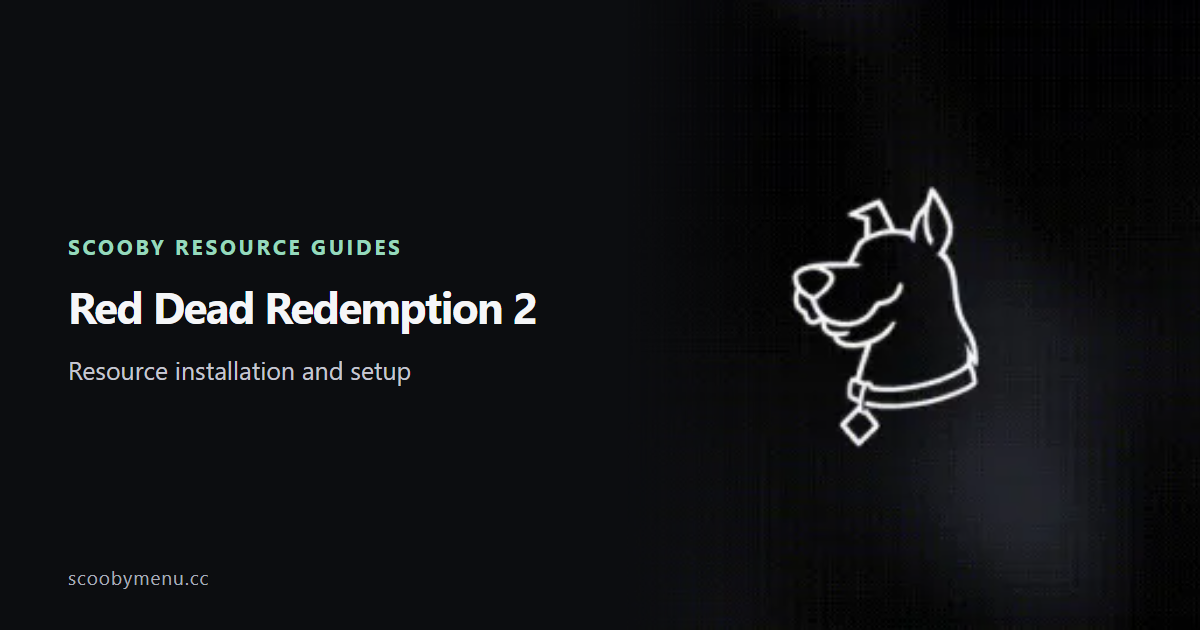 SCOOBY RESOURCE GUIDES
Red Dead Redemption 2
Resource installation and setup
scoobymenu.cc